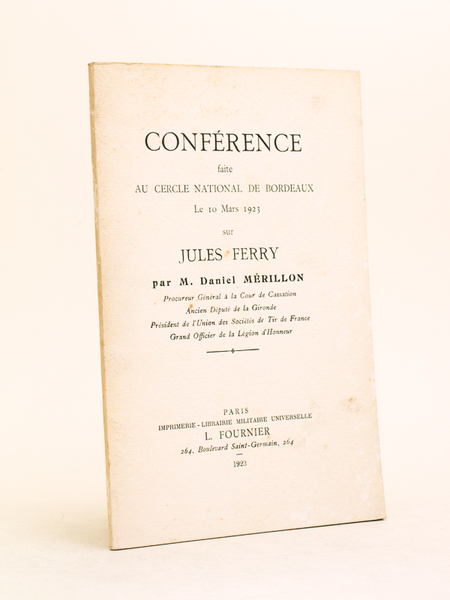 CONFÉRENCE
faite
AU CERCLE NATIONAL DE BORDEAUX
Le 10 Mars 1923
sur
JULES FERRY
par M. Daniel MÉRILLON
Procureur Général à la Cour de Cassation
Ancien Député de la Gironde
Président de l'Union des Sociétés de Tir de France
Grand Officier de la Légion d'Honneur
PARIS
IMPRIMERIE-LIBRAIRIE MILITAIRE UNIVERSELLE
L. FOURNIER
264, Boulevard Saint-Germain, 264
1923